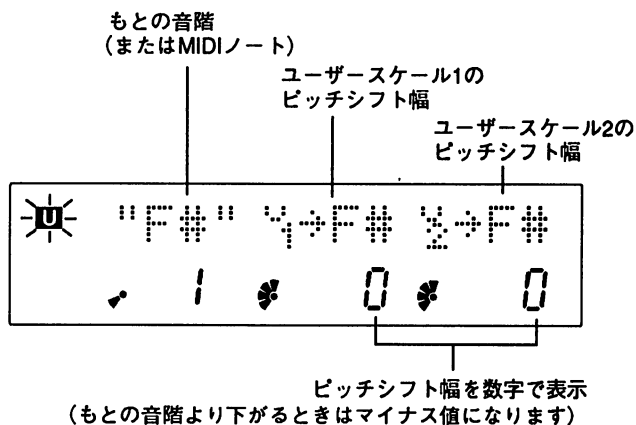 もとの音階
（またはMIDIノート）
ユーザースケール1の
ピッチシフト幅
ユーザースケール2の
ピッチシフト幅
U "F#" Y1→F# Y2→F#
1 0 0
ピッチシフト幅を数字で表示
（もとの音階より下がるときはマイナス値になります）